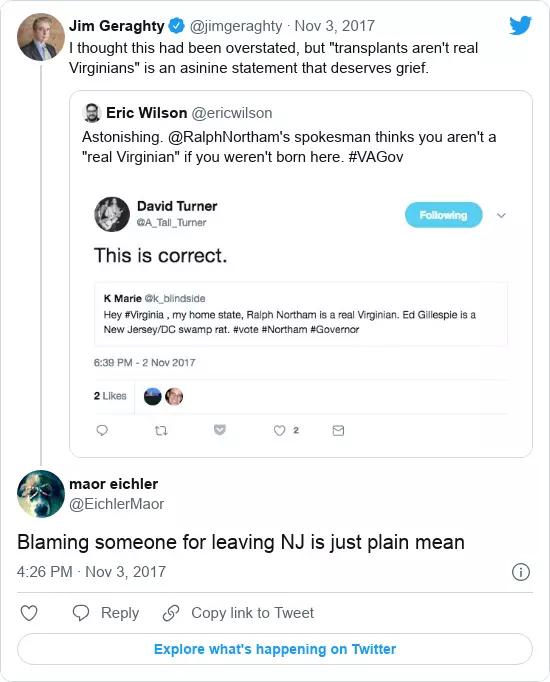 Jim Geraghty @jimgeraghty · Nov 3, 2017
I thought this had been overstated, but "transplants aren't real
Virginians" is an asinine statement that deserves grief.
Eric Wilson @ericwilson
Astonishing. @RalphNortham's spokesman thinks you aren't a
"real Virginian" if you weren't born here. #VAGov
David Turner
@A_Tall_Turner
Following
This is correct.
K Marie @k_blindside
Hey #Virginia , my home state, Ralph Northam is a real Virginian. Ed Gillespie is a
New Jersey/DC swamp rat. #vote #Northam #Governor
6:39 PM - 2 Nov 2017
2 Likes
2
maor eichler
@EichlerMaor
Blaming someone for leaving NJ is just plain mean
4:26 PM · Nov 3, 2017
Reply
Copy link to Tweet
Explore what's happening on Twitter